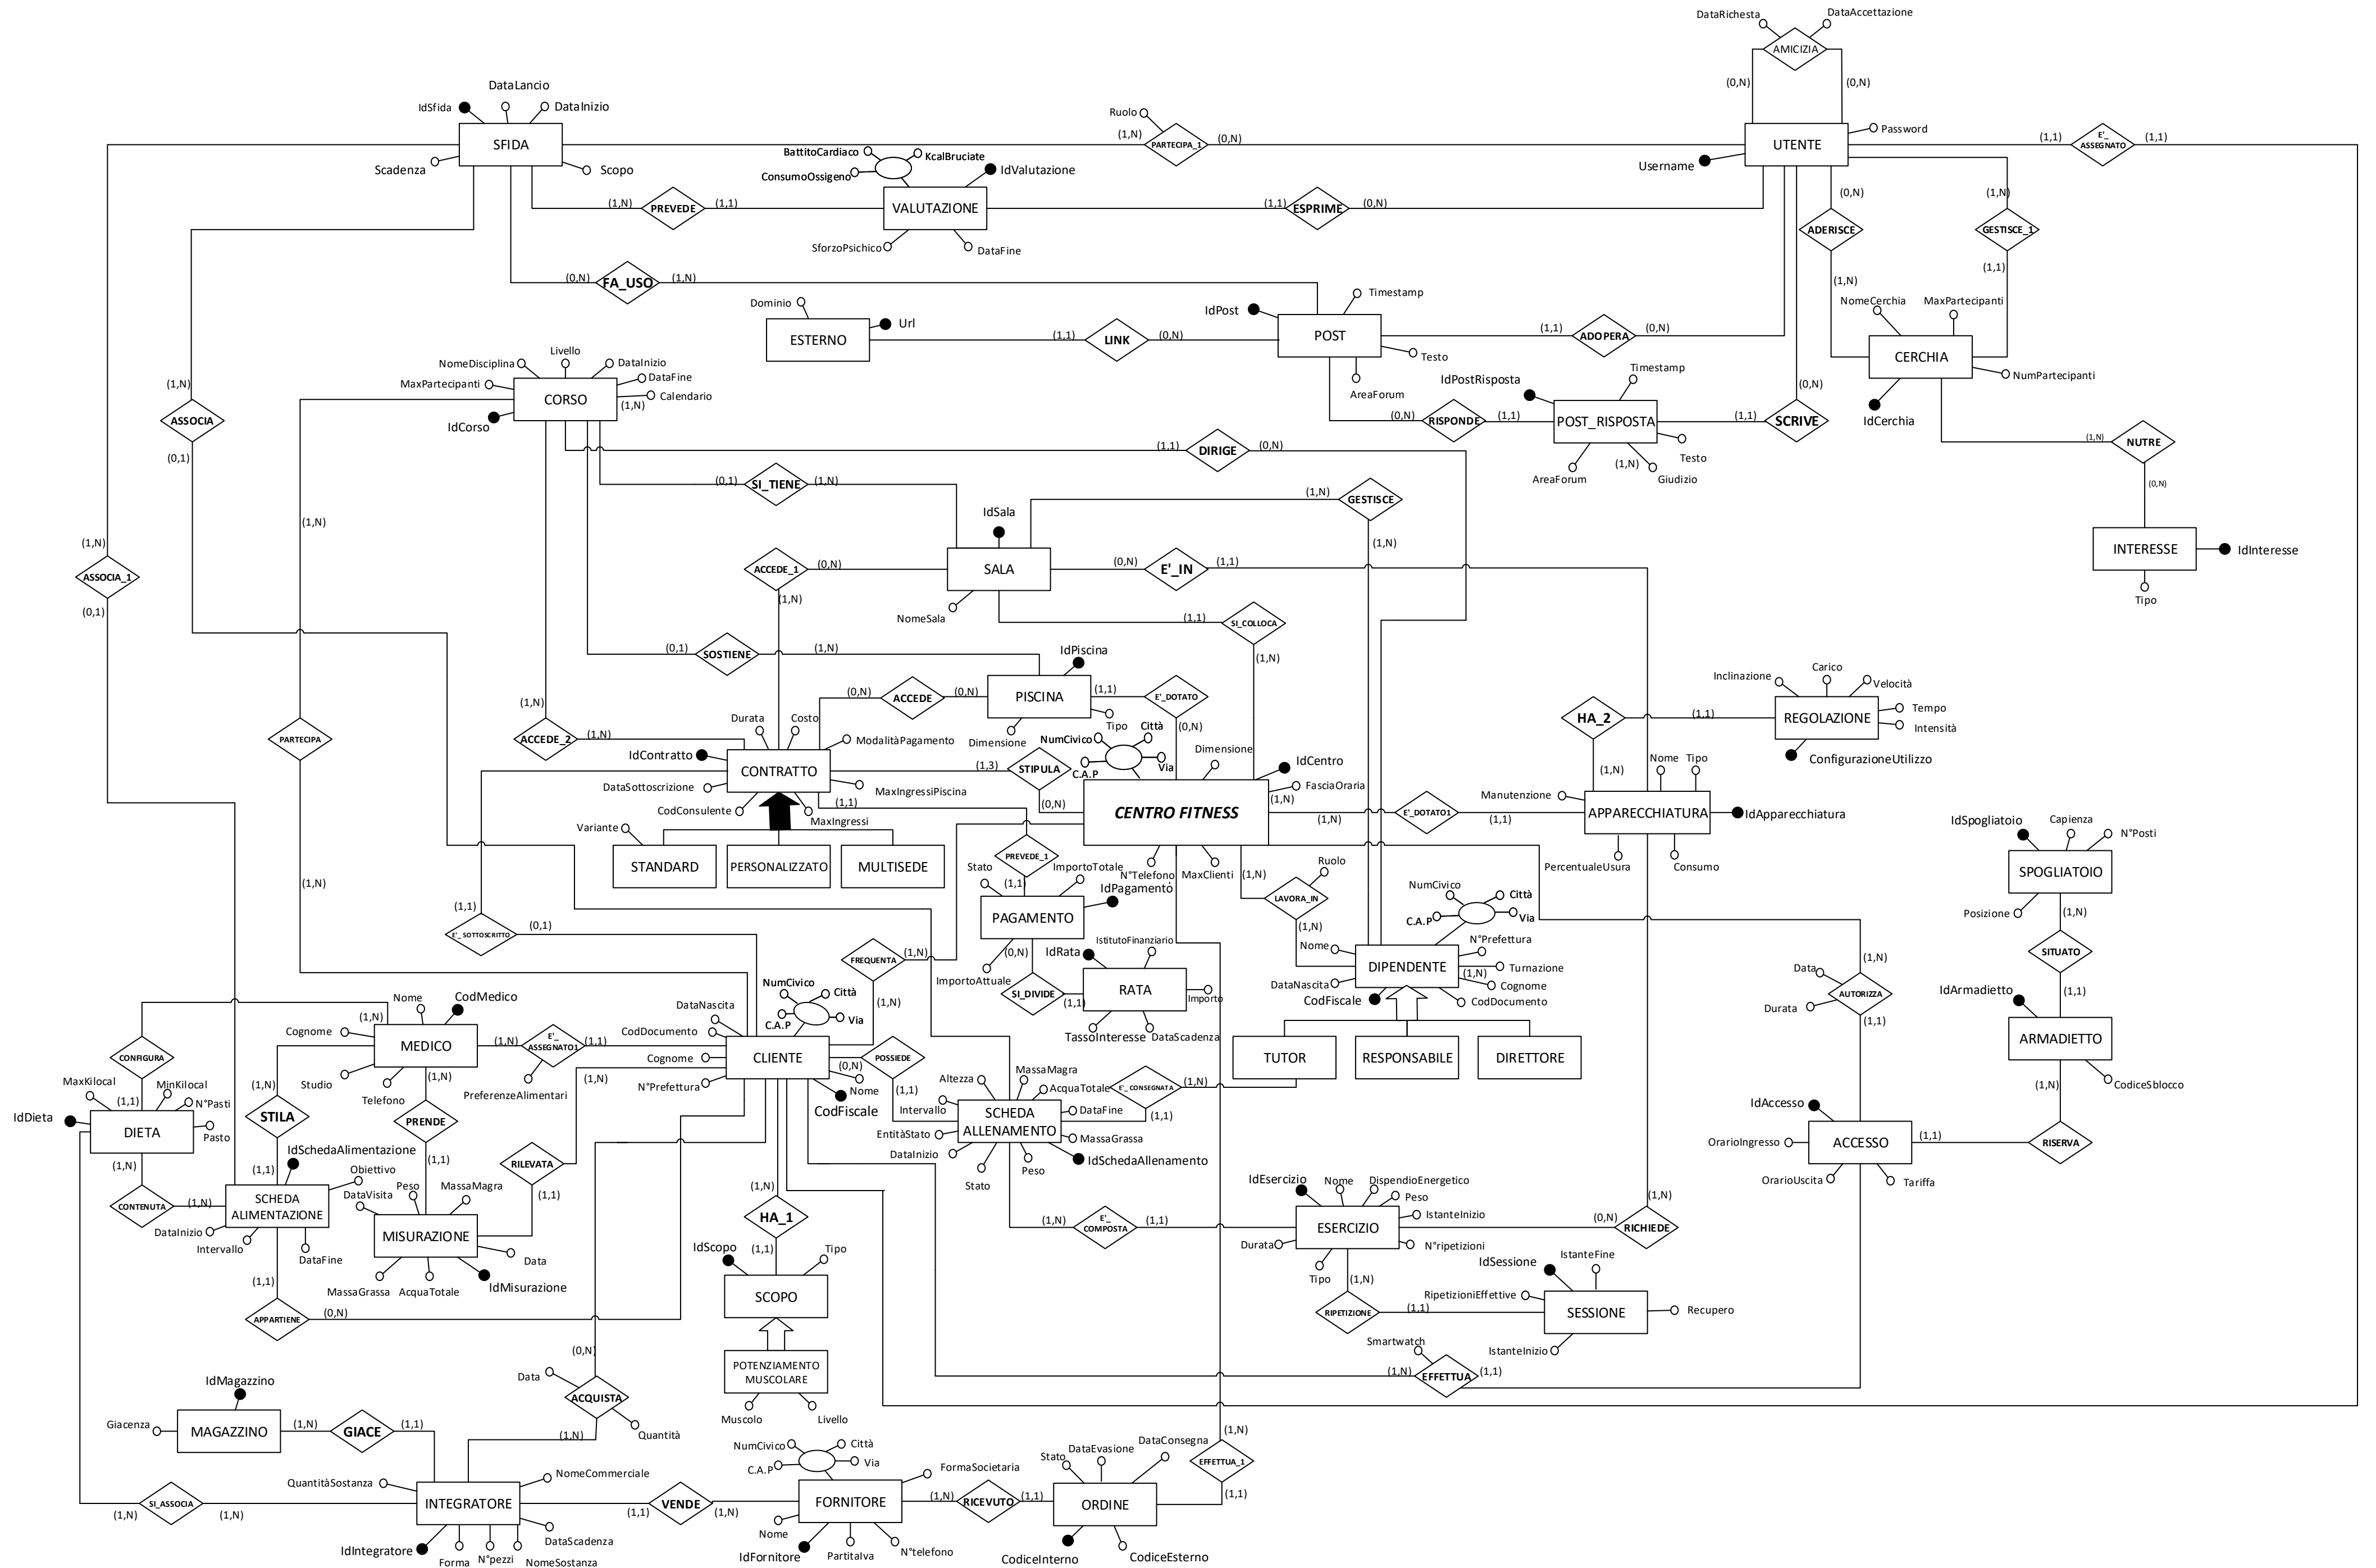 DataRichesta
DataAccettazione
AMICIZIA
(0,N)
(0,N)
DataLancio
IdSfida
DataInizio
SFIDA
Scadenza
Scopo
Ruolo
(1,N)
PARTECIPA_1
(0,N)
Password
UTENTE
Username
(1,1)
E'_
ASSEGNATO
(1,1)
BattitoCardiaco
KcalBruciate
ConsumoOssigeno
IdValutazione
(1,N)
PREVEDE
(1,1)
VALUTAZIONE
(1,1)
ESPRIME
(0,N)
SforzoPsichico
DataFine
(0,N)
(1,N)
ADERISCE
GESTISCE_1
(1,1)
(1,N)
(0,N)
FA_USO
(1,N)
Dominio
Url
ESTERNO
(1,1)
LINK
(0,N)
IdPost
Timestamp
POST
Testo
AreaForum
(1,1)
ADOPERA
(0,N)
NomeCerchia
MaxPartecipanti
CERCHIA
NumPartecipanti
IdCerchia
NomeDisciplina
Livello
DataInizio
DataFine
MaxPartecipanti
Calendario
CORSO
(1,N)
IdCorso
(1,N)
ASSOCIA
(0,1)
IdPostRisposta
Timestamp
(0,N)
(0,N)
RISPONDE
(1,1)
POST_RISPOSTA
(1,1)
SCRIVE
Testo
AreaForum
(1,N)
Giudizio
(1,N)
NUTRE
(0,N)
(1,1)
DIRIGE
(0,N)
(0,1)
SI_TIENE
(1,N)
(1,N)
GESTISCE
(1,N)
(1,N)
IdSala
SALA
NomeSala
(0,N)
E'_IN
(1,1)
INTERESSE
IdInteresse
Tipo
(1,N)
ASSOCIA_1
(0,1)
ACCEDE_1
(0,N)
(1,N)
(1,1)
SI_COLLOCA
(1,N)
(0,1)
SOSTIENE
(1,N)
IdPiscina
PISCINA
Tipo
Dimensione
(0,N)
ACCEDE
(0,N)
(1,1)
E'_DOTATO
(0,N)
Inclinazione
Carico
Velocità
HA_2
(1,1)
REGOLAZIONE
Tempo
Intensità
ConfigurazioneUtilizzo
(1,N)
PARTECIPA
(1,N)
(1,N)
ACCEDE_2
(1,N)
Durata
Costo
ModalitàPagamento
IdContratto
CONTRATTO
DataSottoscrizione
CodConsulente
MaxIngressi
MaxIngressiPiscina
(1,1)
(1,3)
STIPULA
(0,N)
NumCivico
Città
C.A.P
Via
Dimensione
IdCentro
FasciaOraria
(1,N)
CENTRO FITNESS
(1,N)
E'_DOTATO1
(1,1)
N°Telefono
MaxClienti
Nome
Tipo
Manutenzione
APPARECCHIATURA
IdApparecchiatura
PercentualeUsura
Consumo
Variante
STANDARD
PERSONALIZZATO
MULTISEDE
PREVEDE_1
(1,1)
Stato
ImportoTotale
IdPagamento
PAGAMENTO
ImportoAttuale
(0,N)
SI_DIVIDE
(1,1)
IdRata
IstitutoFinanziario
RATA
Importo
TassoInteresse
DataScadenza
(1,N)
Ruolo
LAVORA_IN
(1,N)
NumCivico
Città
C.A.P
Via
Nome
N°Prefettura
DIPENDENTE
(1,N)
Turnazione
Cognome
DataNascita
CodFiscale
CodDocumento
TUTOR
RESPONSABILE
DIRETTORE
IdSpogliatoio
Capienza
N°Posti
SPOGLIATOIO
Posizione
(1,N)
SITUATO
(1,1)
IdArmadietto
ARMADIETTO
CodiceSblocco
(1,N)
RISERVA
(1,1)
(1,N)
Data
Durata
AUTORIZZA
(1,1)
IdAccesso
OrarioIngresso
ACCESSO
OrarioUscita
Tariffa
(1,1)
E'_ SOTTOSCRITTO
(0,1)
FREQUENTA
(1,N)
(1,N)
NumCivico
Città
C.A.P
Via
DataNascita
CodDocumento
Cognome
N°Prefettura
CLIENTE
(0,N)
Nome
CodFiscale
POSSIEDE
(1,1)
Nome
CodMedico
Cognome
(1,N)
MEDICO
Studio
Telefono
(1,N)
E'_
ASSEGNATO1
(1,1)
PreferenzeAlimentari
CONFIGURA
(1,1)
MaxKilocal
MinKilocal
N°Pasti
Pasto
IdDieta
DIETA
(1,N)
CONTENUTA
(1,N)
(1,N)
STILA
(1,1)
(1,N)
PRENDE
(1,1)
(1,N)
RILEVATA
(1,1)
IdSchedaAlimentazione
Obiettivo
SCHEDA
ALIMENTAZIONE
DataInizio
Intervallo
DataFine
DataVisita
Peso
MassaMagra
MISURAZIONE
Data
MassaGrassa
AcquaTotale
IdMisurazione
(1,1)
APPARTIENE
(0,N)
Altezza
MassaMagra
AcquaTotale
Intervallo
DataFine
SCHEDA
ALLENAMENTO
EntitàStato
MassaGrassa
DataInizio
Stato
Peso
IdSchedaAllenamento
E'_ CONSEGNATA
(1,N)
(1,1)
(1,N)
E'_
COMPOSTA
(1,1)
IdEsercizio
Nome
DispendioEnergetico
Peso
IstanteInizio
ESERCIZIO
Durata
N°ripetizioni
Tipo
(0,N)
(1,N)
RICHIEDE
(1,N)
RIPETIZIONE
(1,1)
IdSessione
IstanteFine
RipetizioniEffettive
SESSIONE
Recupero
IstanteInizio
Smartwatch
(1,N)
EFFETTUA
(1,1)
(1,N)
HA_1
(1,1)
IdScopo
Tipo
SCOPO
POTENZIAMENTO
MUSCOLARE
Muscolo
Livello
(0,N)
Data
ACQUISTA
Quantità
(1,N)
IdMagazzino
Giacenza
MAGAZZINO
(1,N)
GIACE
(1,1)
QuantitàSostanza
NomeCommerciale
INTEGRATORE
DataScadenza
IdIntegratore
Forma
N°pezzi
NomeSostanza
(1,N)
SI_ASSOCIA
(1,N)
(1,1)
VENDE
(1,N)
NumCivico
Città
C.A.P
Via
FormaSocietaria
FORNITORE
Nome
IdFornitore
PartitaIva
N°telefono
(1,N)
RICEVUTO
(1,1)
Stato
DataEvasione
DataConsegna
ORDINE
CodiceInterno
CodiceEsterno
(1,N)
EFFETTUA_1
(1,1)